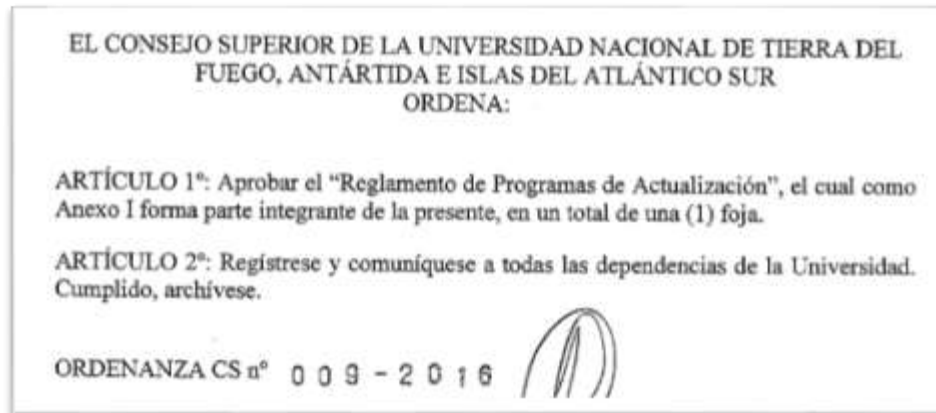 EL CONSEJO SUPERIOR DE LA UNIVERSIDAD NACIONAL DE TIERRA DEL
FUEGO, ANTÁRTIDA E ISLAS DEL ATLÁNTICO SUR
ORDENA:
ARTÍCULO 1º: Aprobar el “Reglamento de Programas de Actualización”, el cual como
Anexo I forma parte integrante de la presente, en un total de una (1) foja.
ARTÍCULO 2º: Regístrese y comuníquese a todas las dependencias de la Universidad.
Cumplido, archívese.
ORDENANZA CS nº 009-2016